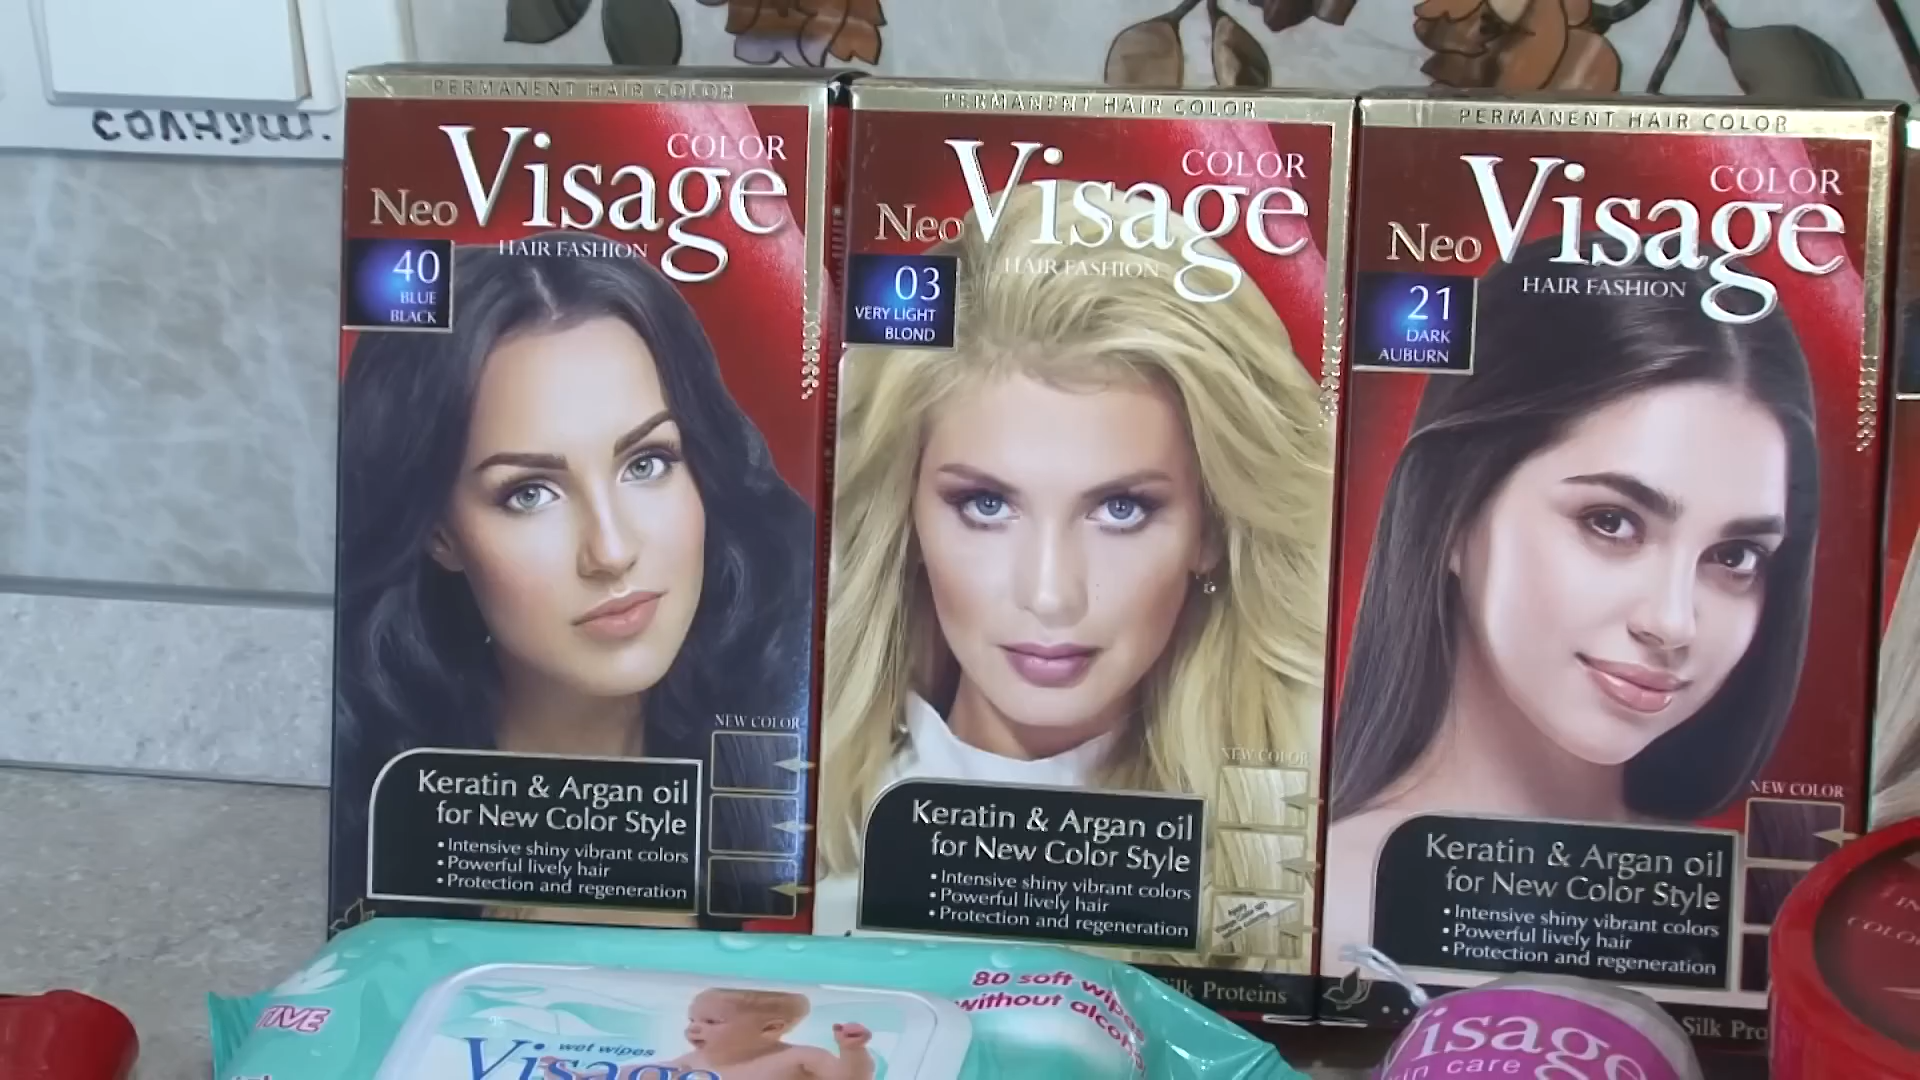 солнуш.
PERMANENT HAIR COLOR
COLOR
Neo Visage
HAIR FASHION
40
BLUE
BLACK
NEW COLOR
Keratin & Argan oil
for New Color Style
• Intensive shiny vibrant colors
• Powerful lively hair
• Protection and regeneration
PERMANENT HAIR COLOR
COLOR
Neo Visage
HAIR FASHION
03
VERY LIGHT
BLOND
NEW COLOR
Keratin & Argan oil
for New Color Style
• Intensive shiny vibrant colors
• Powerful lively hair
• Protection and regeneration
Silk Proteins
PERMANENT HAIR COLOR
COLOR
Neo Visage
HAIR FASHION
21
DARK
AUBURN
NEW COLOR
Keratin & Argan oil
for New Color Style
• Intensive shiny vibrant colors
• Powerful lively hair
• Protection and regeneration
Silk Pro
80 soft wipes
without alcohol
wet wipes
Visage
Visage
care